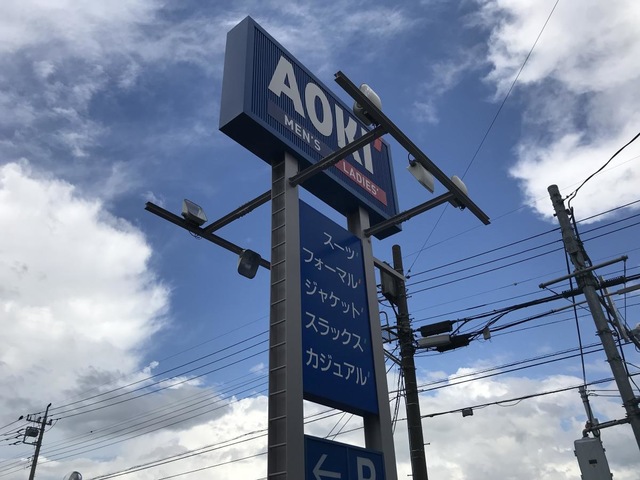 AOKI
MEN'S
LADIES'
スーツ
フォーマル
ジャケット
スラックス
カジュアル
← P